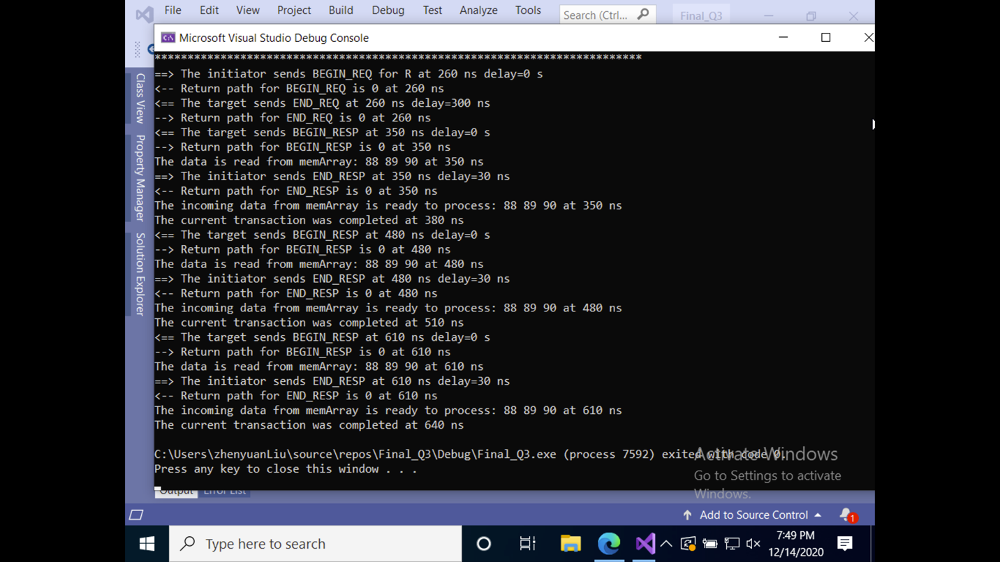 File Edit View Project Build Debug Test Analyze Tools Search (Ctrl... Final_Q3
Microsoft Visual Studio Debug Console
**************************************************************************
==> The initiator sends BEGIN_REQ for R at 260 ns delay=0 s
<-- Return path for BEGIN_REQ is 0 at 260 ns
<== The target sends END_REQ at 260 ns delay=300 ns
--> Return path for END_REQ is 0 at 260 ns
<== The target sends BEGIN_RESP at 350 ns delay=0 s
--> Return path for BEGIN_RESP is 0 at 350 ns
The data is read from memArray: 88 89 90 at 350 ns
==> The initiator sends END_RESP at 350 ns delay=30 ns
<-- Return path for END_RESP is 0 at 350 ns
The incoming data from memArray is ready to process: 88 89 90 at 350 ns
The current transaction was completed at 380 ns
<== The target sends BEGIN_RESP at 480 ns delay=0 s
--> Return path for BEGIN_RESP is 0 at 480 ns
The data is read from memArray: 88 89 90 at 480 ns
==> The initiator sends END_RESP at 480 ns delay=30 ns
<-- Return path for END_RESP is 0 at 480 ns
The incoming data from memArray is ready to process: 88 89 90 at 480 ns
The current transaction was completed at 510 ns
<== The target sends BEGIN_RESP at 610 ns delay=0 s
--> Return path for BEGIN_RESP is 0 at 610 ns
The data is read from memArray: 88 89 90 at 610 ns
==> The initiator sends END_RESP at 610 ns delay=30 ns
<-- Return path for END_RESP is 0 at 610 ns
The incoming data from memArray is ready to process: 88 89 90 at 610 ns
The current transaction was completed at 640 ns
C:\Users\zhenyuanLiu\source\repos\Final_Q3\Debug\Final_Q3.exe (process 7592) exited with code 0.
Press any key to close this window . . .
Class View
Property Manager
Solution Explorer
Activate Windows
Go to Settings to activate
Windows.
Output Error List
Add to Source Control
1
Type here to search
7:49 PM
12/14/2020